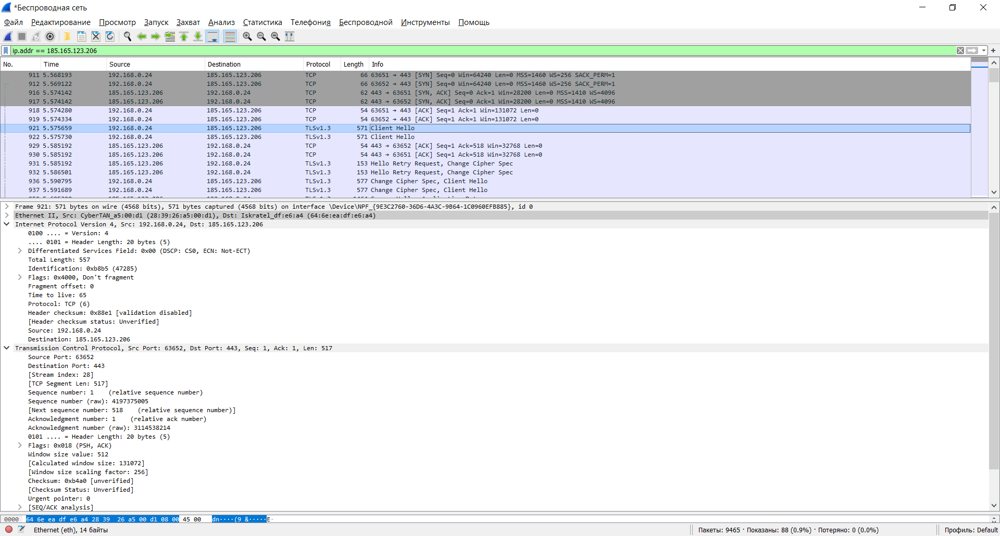 *Беспроводная сеть
Файл Редактирование Просмотр Запуск Захват Анализ Статистика Телефония Беспроводной Инструменты Помощь
ip.addr == 185.165.123.206
No. Time Source Destination Protocol Length Info
911 5.568193 192.168.0.24 185.165.123.206 TCP 66 63651 → 443 [SYN] Seq=0 Win=64240 Len=0 MSS=1460 WS=256 SACK_PERM=1
912 5.569122 192.168.0.24 185.165.123.206 TCP 66 63652 → 443 [SYN] Seq=0 Win=64240 Len=0 MSS=1460 WS=256 SACK_PERM=1
916 5.574142 185.165.123.206 192.168.0.24 TCP 62 443 → 63651 [SYN, ACK] Seq=0 Ack=1 Win=28200 Len=0 MSS=1410 WS=4096
917 5.574142 185.165.123.206 192.168.0.24 TCP 62 443 → 63652 [SYN, ACK] Seq=0 Ack=1 Win=28200 Len=0 MSS=1410 WS=4096
918 5.574280 192.168.0.24 185.165.123.206 TCP 54 63651 → 443 [ACK] Seq=1 Ack=1 Win=131072 Len=0
919 5.574334 192.168.0.24 185.165.123.206 TCP 54 63652 → 443 [ACK] Seq=1 Ack=1 Win=131072 Len=0
921 5.575659 192.168.0.24 185.165.123.206 TLSv1.3 571 Client Hello
922 5.575730 192.168.0.24 185.165.123.206 TLSv1.3 571 Client Hello
929 5.585192 185.165.123.206 192.168.0.24 TCP 54 443 → 63652 [ACK] Seq=1 Ack=518 Win=32768 Len=0
930 5.585192 185.165.123.206 192.168.0.24 TCP 54 443 → 63651 [ACK] Seq=1 Ack=518 Win=32768 Len=0
931 5.585192 185.165.123.206 192.168.0.24 TLSv1.3 153 Hello Retry Request, Change Cipher Spec
932 5.586501 185.165.123.206 192.168.0.24 TLSv1.3 153 Hello Retry Request, Change Cipher Spec
936 5.590795 192.168.0.24 185.165.123.206 TLSv1.3 577 Change Cipher Spec, Client Hello
937 5.591689 192.168.0.24 185.165.123.206 TLSv1.3 577 Change Cipher Spec, Client Hello
Frame 921: 571 bytes on wire (4568 bits), 571 bytes captured (4568 bits) on interface \Device\NPF_{9E3C2760-36D6-4A3C-9B64-1C0960EFB885}, id 0
Ethernet II, Src: CyberTAN_a5:00:d1 (28:39:26:a5:00:d1), Dst: Iskratel_df:e6:a4 (64:6e:ea:df:e6:a4)
Internet Protocol Version 4, Src: 192.168.0.24, Dst: 185.165.123.206
0100 .... = Version: 4
.... 0101 = Header Length: 20 bytes (5)
Differentiated Services Field: 0x00 (DSCP: CS0, ECN: Not-ECT)
Total Length: 557
Identification: 0xb8b5 (47285)
Flags: 0x4000, Don't fragment
Fragment offset: 0
Time to live: 65
Protocol: TCP (6)
Header checksum: 0x88e1 [validation disabled]
[Header checksum status: Unverified]
Source: 192.168.0.24
Destination: 185.165.123.206
Transmission Control Protocol, Src Port: 63652, Dst Port: 443, Seq: 1, Ack: 1, Len: 517
Source Port: 63652
Destination Port: 443
[Stream index: 28]
[TCP Segment Len: 517]
Sequence number: 1 (relative sequence number)
Sequence number (raw): 4197375005
[Next sequence number: 518 (relative sequence number)]
Acknowledgment number: 1 (relative ack number)
Acknowledgment number (raw): 3114538214
0101 .... = Header Length: 20 bytes (5)
Flags: 0x018 (PSH, ACK)
Window size value: 512
[Calculated window size: 131072]
[Window size scaling factor: 256]
Checksum: 0xb4a0 [unverified]
[Checksum Status: Unverified]
Urgent pointer: 0
[SEQ/ACK analysis]
0000 64 6e ea df e6 a4 28 39 26 a5 00 d1 08 00 45 00 dn····(9 &·····E·
Ethernet (eth), 14 байты Пакеты: 9465 · Показаны: 88 (0.9%) · Потеряно: 0 (0.0%) Профиль: Default